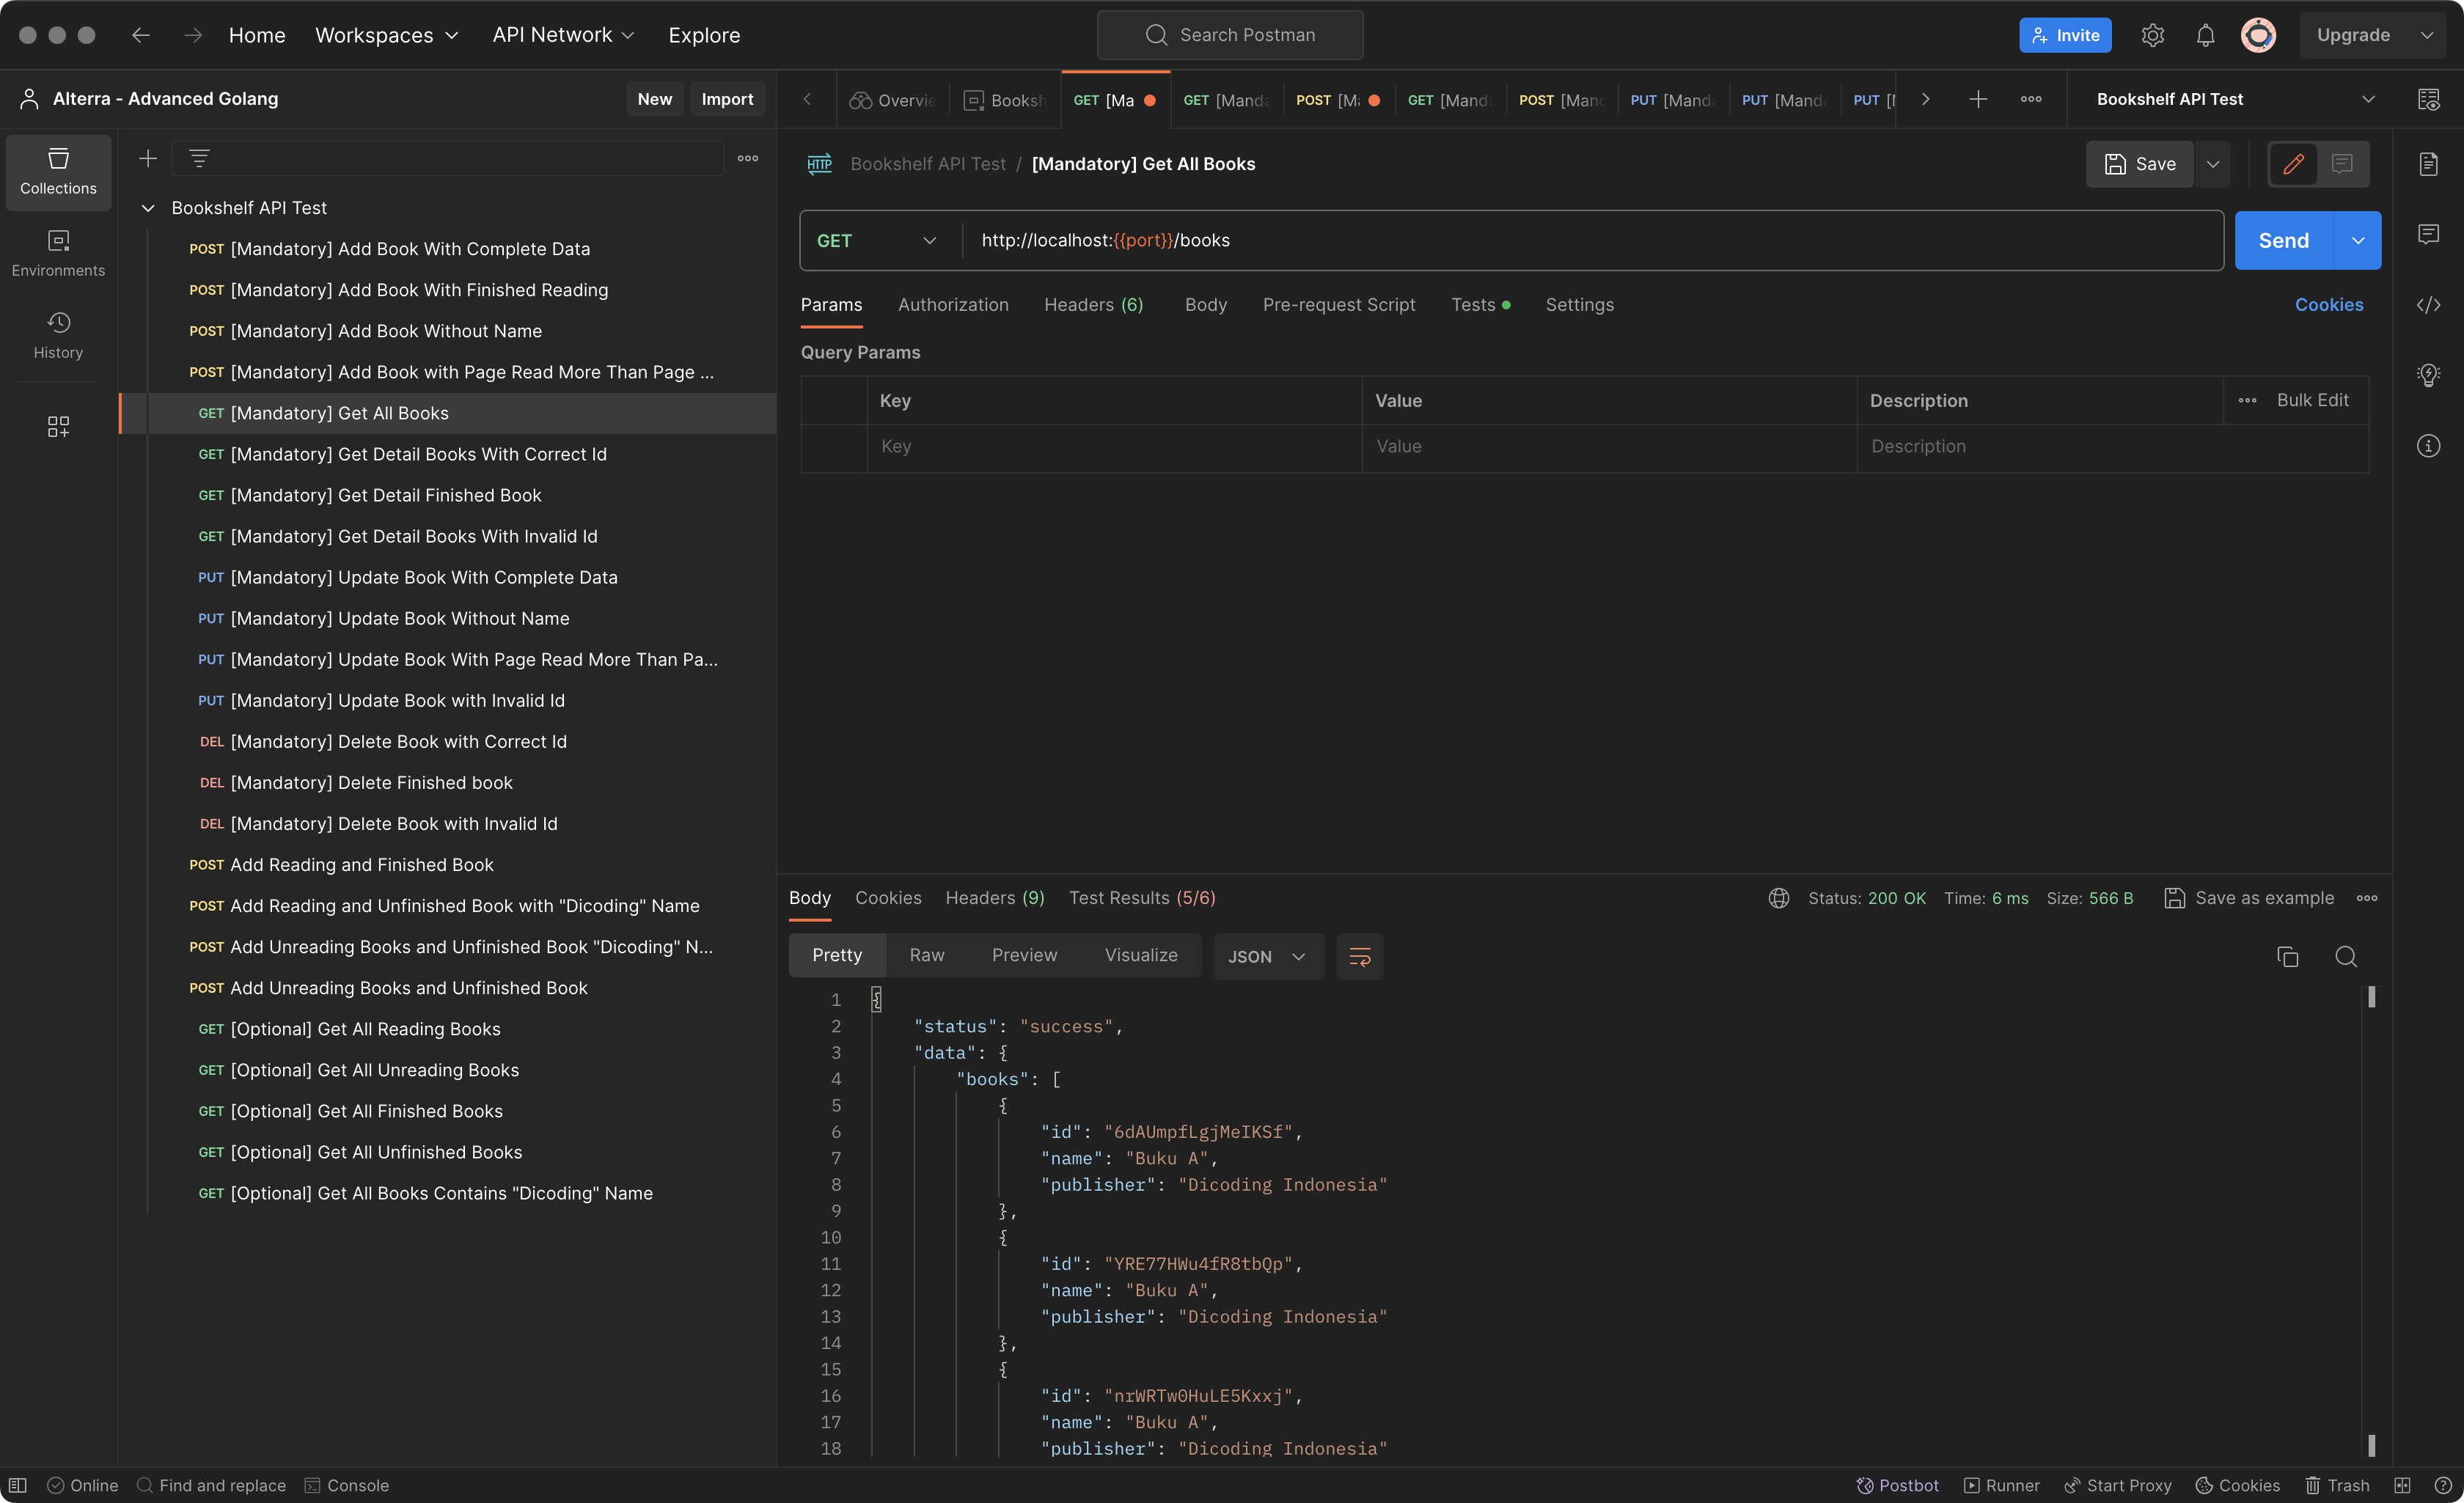 Home Workspaces API Network Explore Search Postman Invite Upgrade
Alterra - Advanced Golang New Import
Overvie Booksh GET [Ma GET [Manda POST [Ma GET [Manda POST [Man PUT [Manda PUT [Manda PUT [
Bookshelf API Test
Collections
Environments
History
Bookshelf API Test
POST [Mandatory] Add Book With Complete Data
POST [Mandatory] Add Book With Finished Reading
POST [Mandatory] Add Book Without Name
POST [Mandatory] Add Book with Page Read More Than Page ...
GET [Mandatory] Get All Books
GET [Mandatory] Get Detail Books With Correct Id
GET [Mandatory] Get Detail Finished Book
GET [Mandatory] Get Detail Books With Invalid Id
PUT [Mandatory] Update Book With Complete Data
PUT [Mandatory] Update Book Without Name
PUT [Mandatory] Update Book With Page Read More Than Pa...
PUT [Mandatory] Update Book with Invalid Id
DEL [Mandatory] Delete Book with Correct Id
DEL [Mandatory] Delete Finished book
DEL [Mandatory] Delete Book with Invalid Id
POST Add Reading and Finished Book
POST Add Reading and Unfinished Book with "Dicoding" Name
POST Add Unreading Books and Unfinished Book "Dicoding" N...
POST Add Unreading Books and Unfinished Book
GET [Optional] Get All Reading Books
GET [Optional] Get All Unreading Books
GET [Optional] Get All Finished Books
GET [Optional] Get All Unfinished Books
GET [Optional] Get All Books Contains "Dicoding" Name
HTTP Bookshelf API Test / [Mandatory] Get All Books Save
GET http://localhost:{{port}}/books Send
Params Authorization Headers (6) Body Pre-request Script Tests Settings Cookies
Query Params
Key Value Description Bulk Edit
Key Value Description
Body Cookies Headers (9) Test Results (5/6) Status: 200 OK Time: 6 ms Size: 566 B Save as example
Pretty Raw Preview Visualize JSON
1 {
2 "status": "success",
3 "data": {
4 "books": [
5 {
6 "id": "6dAUmpfLgjMeIKSf",
7 "name": "Buku A",
8 "publisher": "Dicoding Indonesia"
9 },
10 {
11 "id": "YRE77HWu4fR8tbQp",
12 "name": "Buku A",
13 "publisher": "Dicoding Indonesia"
14 },
15 {
16 "id": "nrWRTw0HuLE5Kxxj",
17 "name": "Buku A",
18 "publisher": "Dicoding Indonesia"
Online Find and replace Console Postbot Runner Start Proxy Cookies Trash